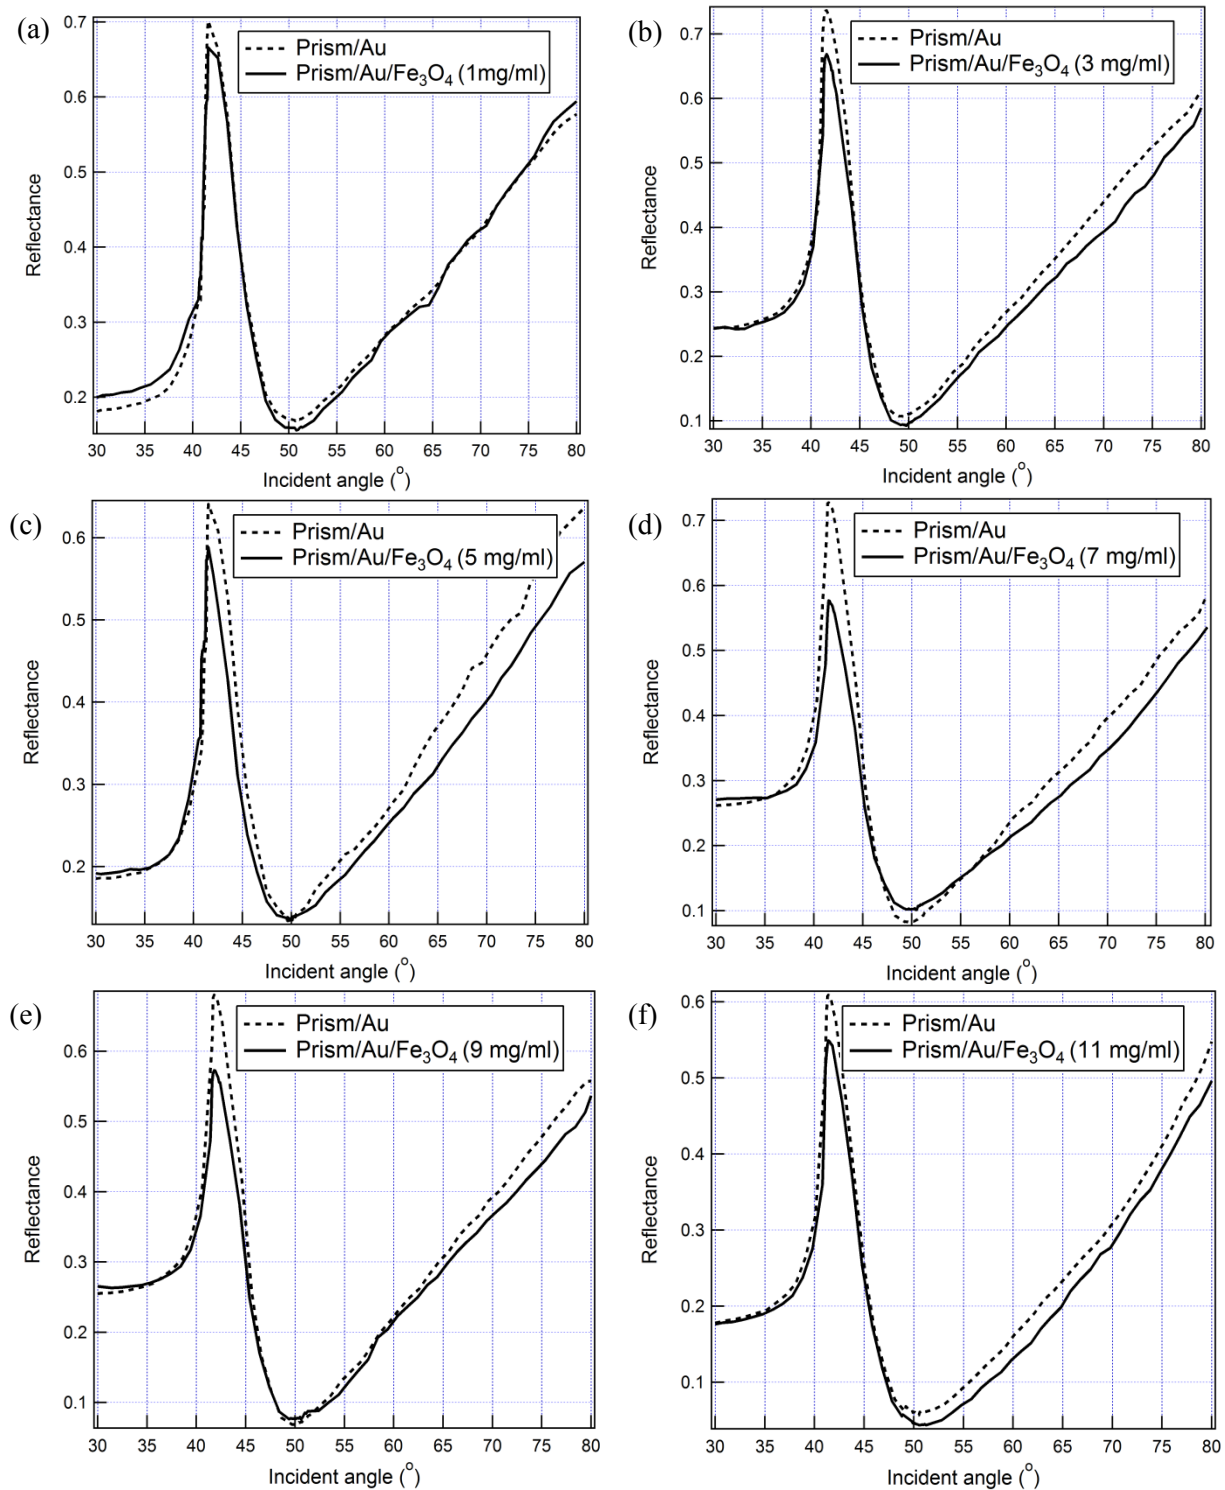 (a)
0.7
0.6
0.5
0.4
0.3
0.2
Reflectance
Prism/Au
Prism/Au/Fe₃O₄ (1mg/ml)
30 35 40 45 50 55 60 65 70 75 80
Incident angle (°)
(b)
0.7
0.6
0.5
0.4
0.3
0.2
0.1
Reflectance
Prism/Au
Prism/Au/Fe₃O₄ (3 mg/ml)
30 35 40 45 50 55 60 65 70 75 80
Incident angle (°)
(c)
0.6
0.5
0.4
0.3
0.2
Reflectance
Prism/Au
Prism/Au/Fe₃O₄ (5 mg/ml)
30 35 40 45 50 55 60 65 70 75 80
Incident angle (°)
(d)
0.7
0.6
0.5
0.4
0.3
0.2
0.1
Reflectance
Prism/Au
Prism/Au/Fe₃O₄ (7 mg/ml)
30 35 40 45 50 55 60 65 70 75 80
Incident angle (°)
(e)
0.6
0.5
0.4
0.3
0.2
0.1
Reflectance
Prism/Au
Prism/Au/Fe₃O₄ (9 mg/ml)
30 35 40 45 50 55 60 65 70 75 80
Incident angle (°)
(f)
0.6
0.5
0.4
0.3
0.2
0.1
Reflectance
Prism/Au
Prism/Au/Fe₃O₄ (11 mg/ml)
30 35 40 45 50 55 60 65 70 75 80
Incident angle (°)